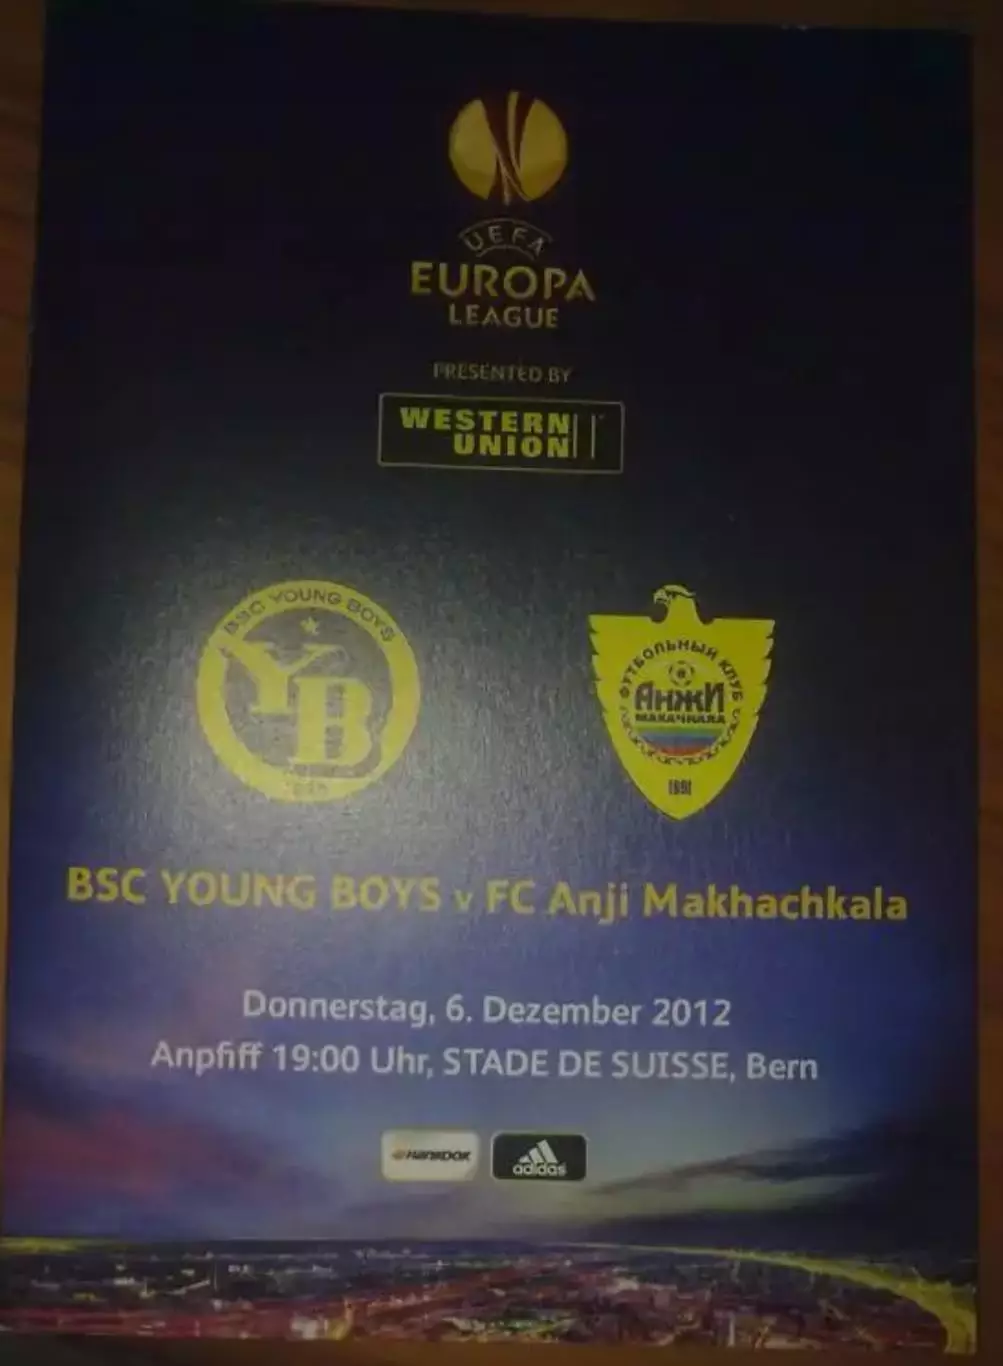 UEFA
EUROPA
LEAGUE
PRESENTED BY
WESTERN
UNION
BSC YOUNG BOYS
YB
ФУТБОЛЬНЫЙ КЛУБ
АНЖИ
МАХАЧКАЛА
1991
BSC YOUNG BOYS v FC Anji Makhachkala
Donnerstag, 6. Dezember 2012
Anpfiff 19:00 Uhr, STADE DE SUISSE, Bern
HANKOOK
adidas